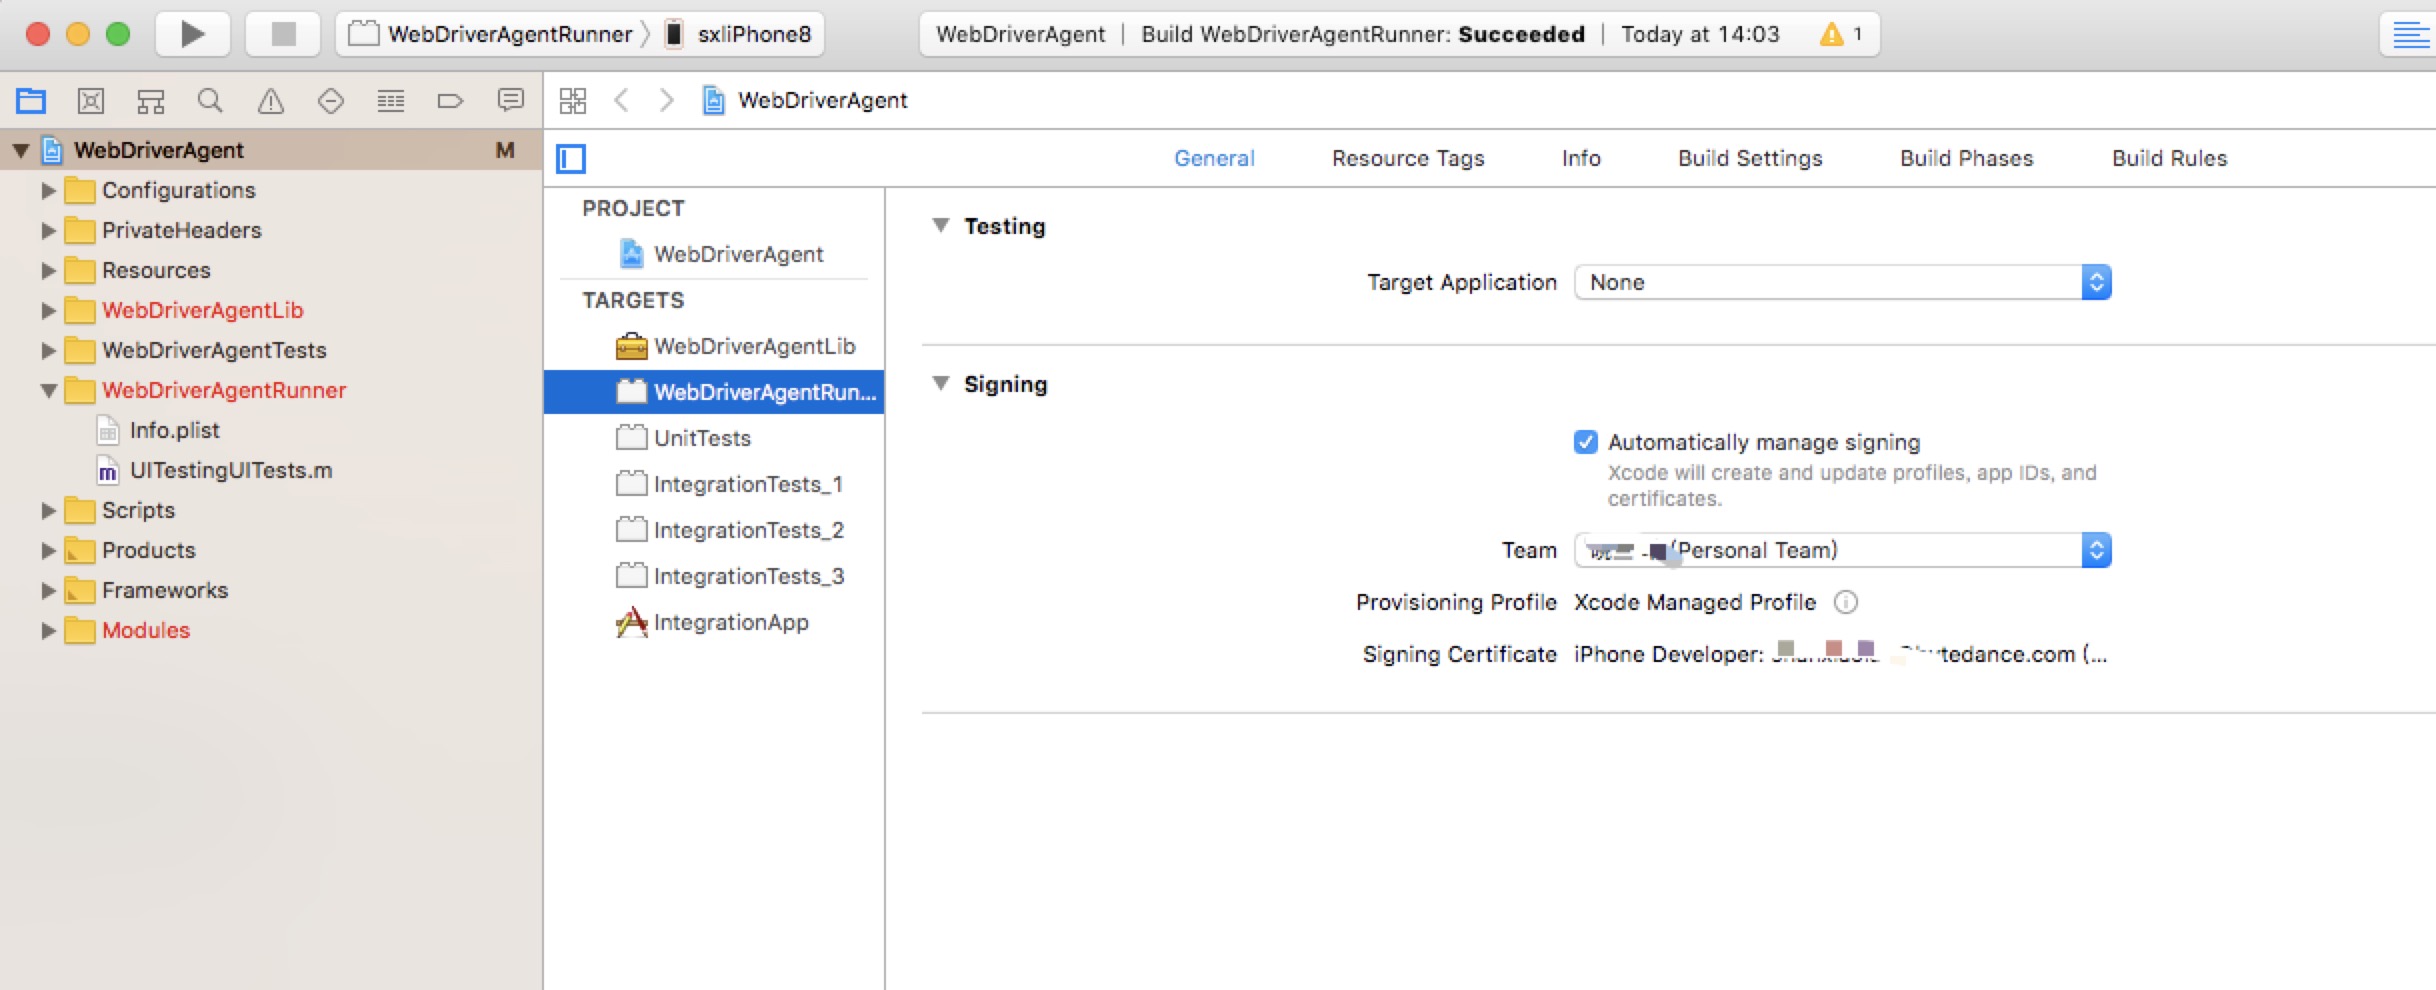 WebDriverAgentRunner
sxliPhone8
WebDriverAgent
Build WebDriverAgentRunner: Succeeded
Today at 14:03
1
WebDriverAgent
WebDriverAgent M
Configurations
PrivateHeaders
Resources
WebDriverAgentLib
WebDriverAgentTests
WebDriverAgentRunner
Info.plist
UITestingUITests.m
Scripts
Products
Frameworks
Modules
General Resource Tags Info Build Settings Build Phases Build Rules
PROJECT
WebDriverAgent
TARGETS
WebDriverAgentLib
WebDriverAgentRun...
UnitTests
IntegrationTests_1
IntegrationTests_2
IntegrationTests_3
IntegrationApp
Testing
Target Application None
Signing
Automatically manage signing
Xcode will create and update profiles, app IDs, and
certificates.
Team (Personal Team)
Provisioning Profile Xcode Managed Profile
Signing Certificate iPhone Developer: tedance.com (...